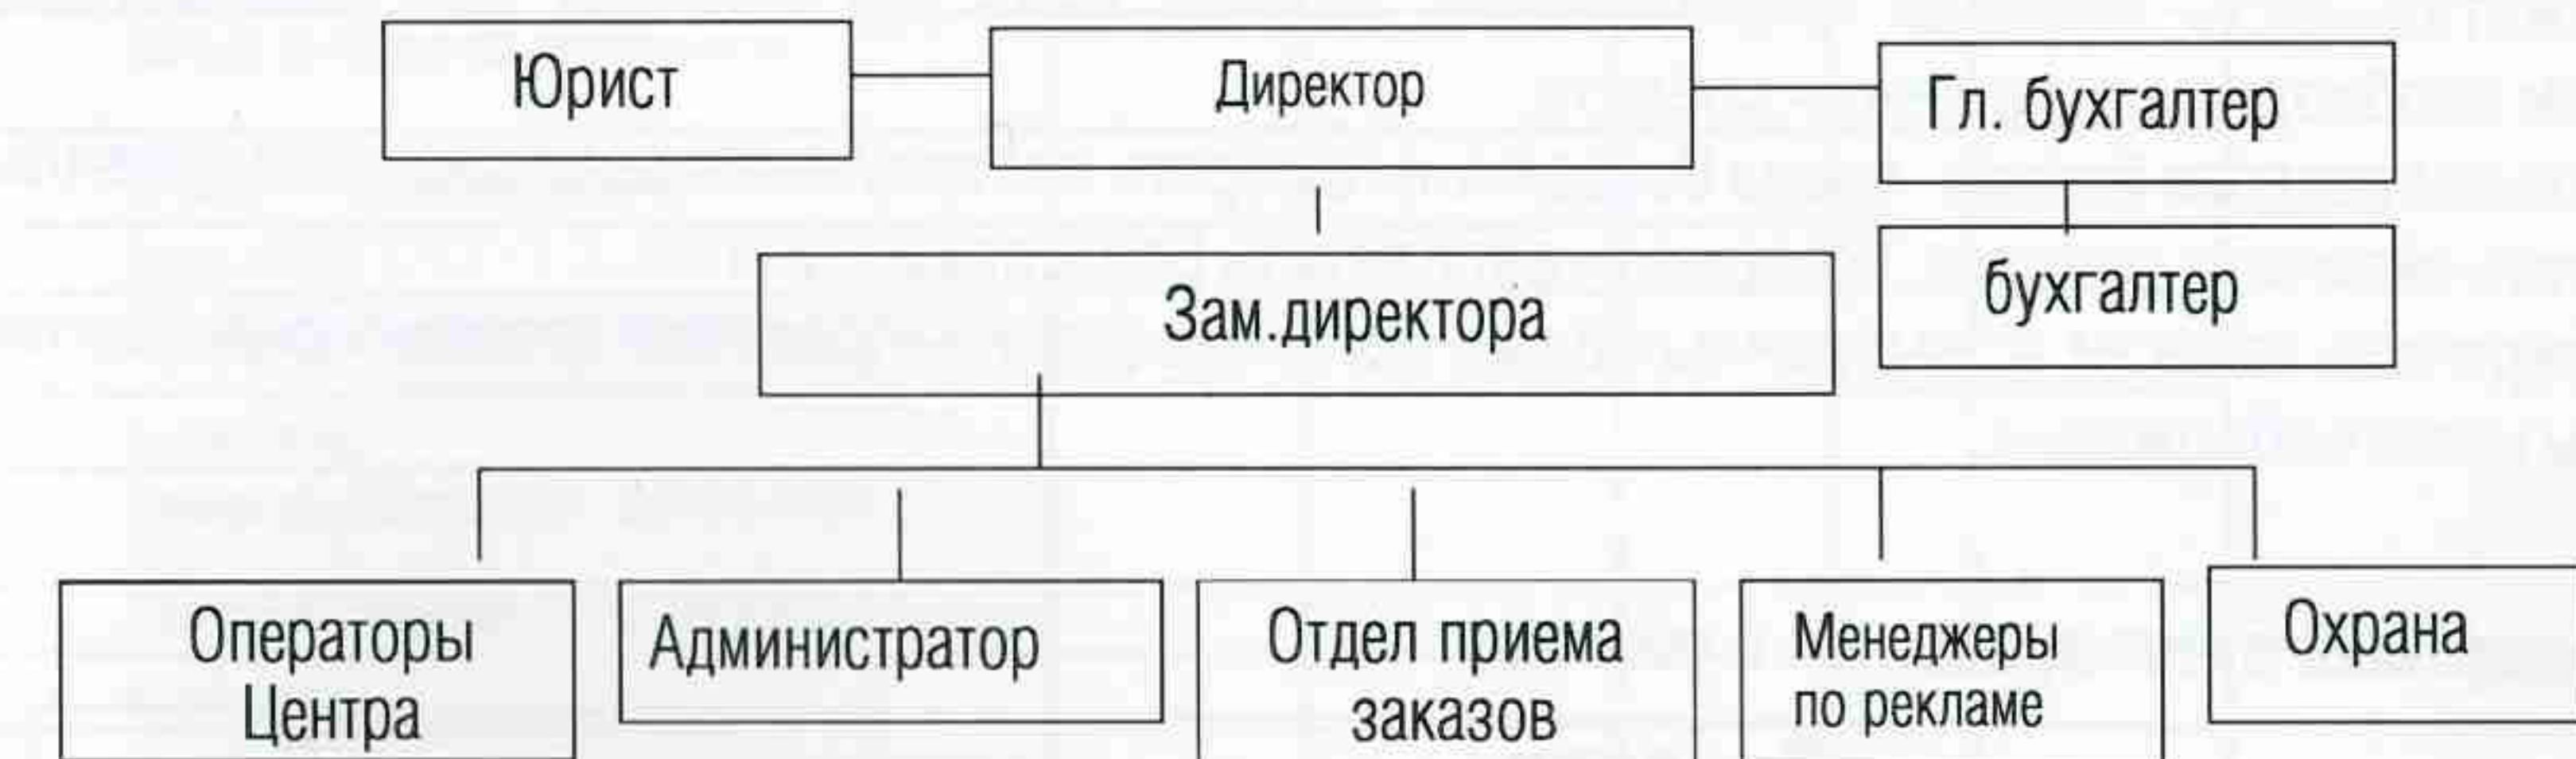 Юрист
Директор
Гл. бухгалтер
Зам.директора
бухгалтер
Операторы
Центра
Администратор
Отдел приема
заказов
Менеджеры
по рекламе
Охрана